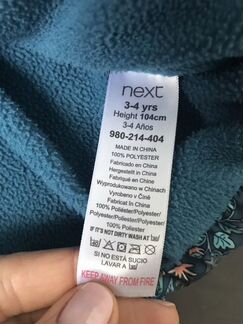 next
3-4 yrs
Height 104cm
3-4 Años
980-214-404
MADE IN CHINA
100% POLYESTER
Fabricado en China
Hergestellt in China
Fabriqué en Chine
Wyprodukowano w Chinach
Vyrobeno v Číně
Fabricat în China
100% Poliéster/Polyester/
Polyester/Poliester/
Polyester/Poliester
IF IT'S NOT DIRTY WASH AT
SI NO ESTÁ SUCIO
LAVAR A
KEEP AWAY FROM FIRE